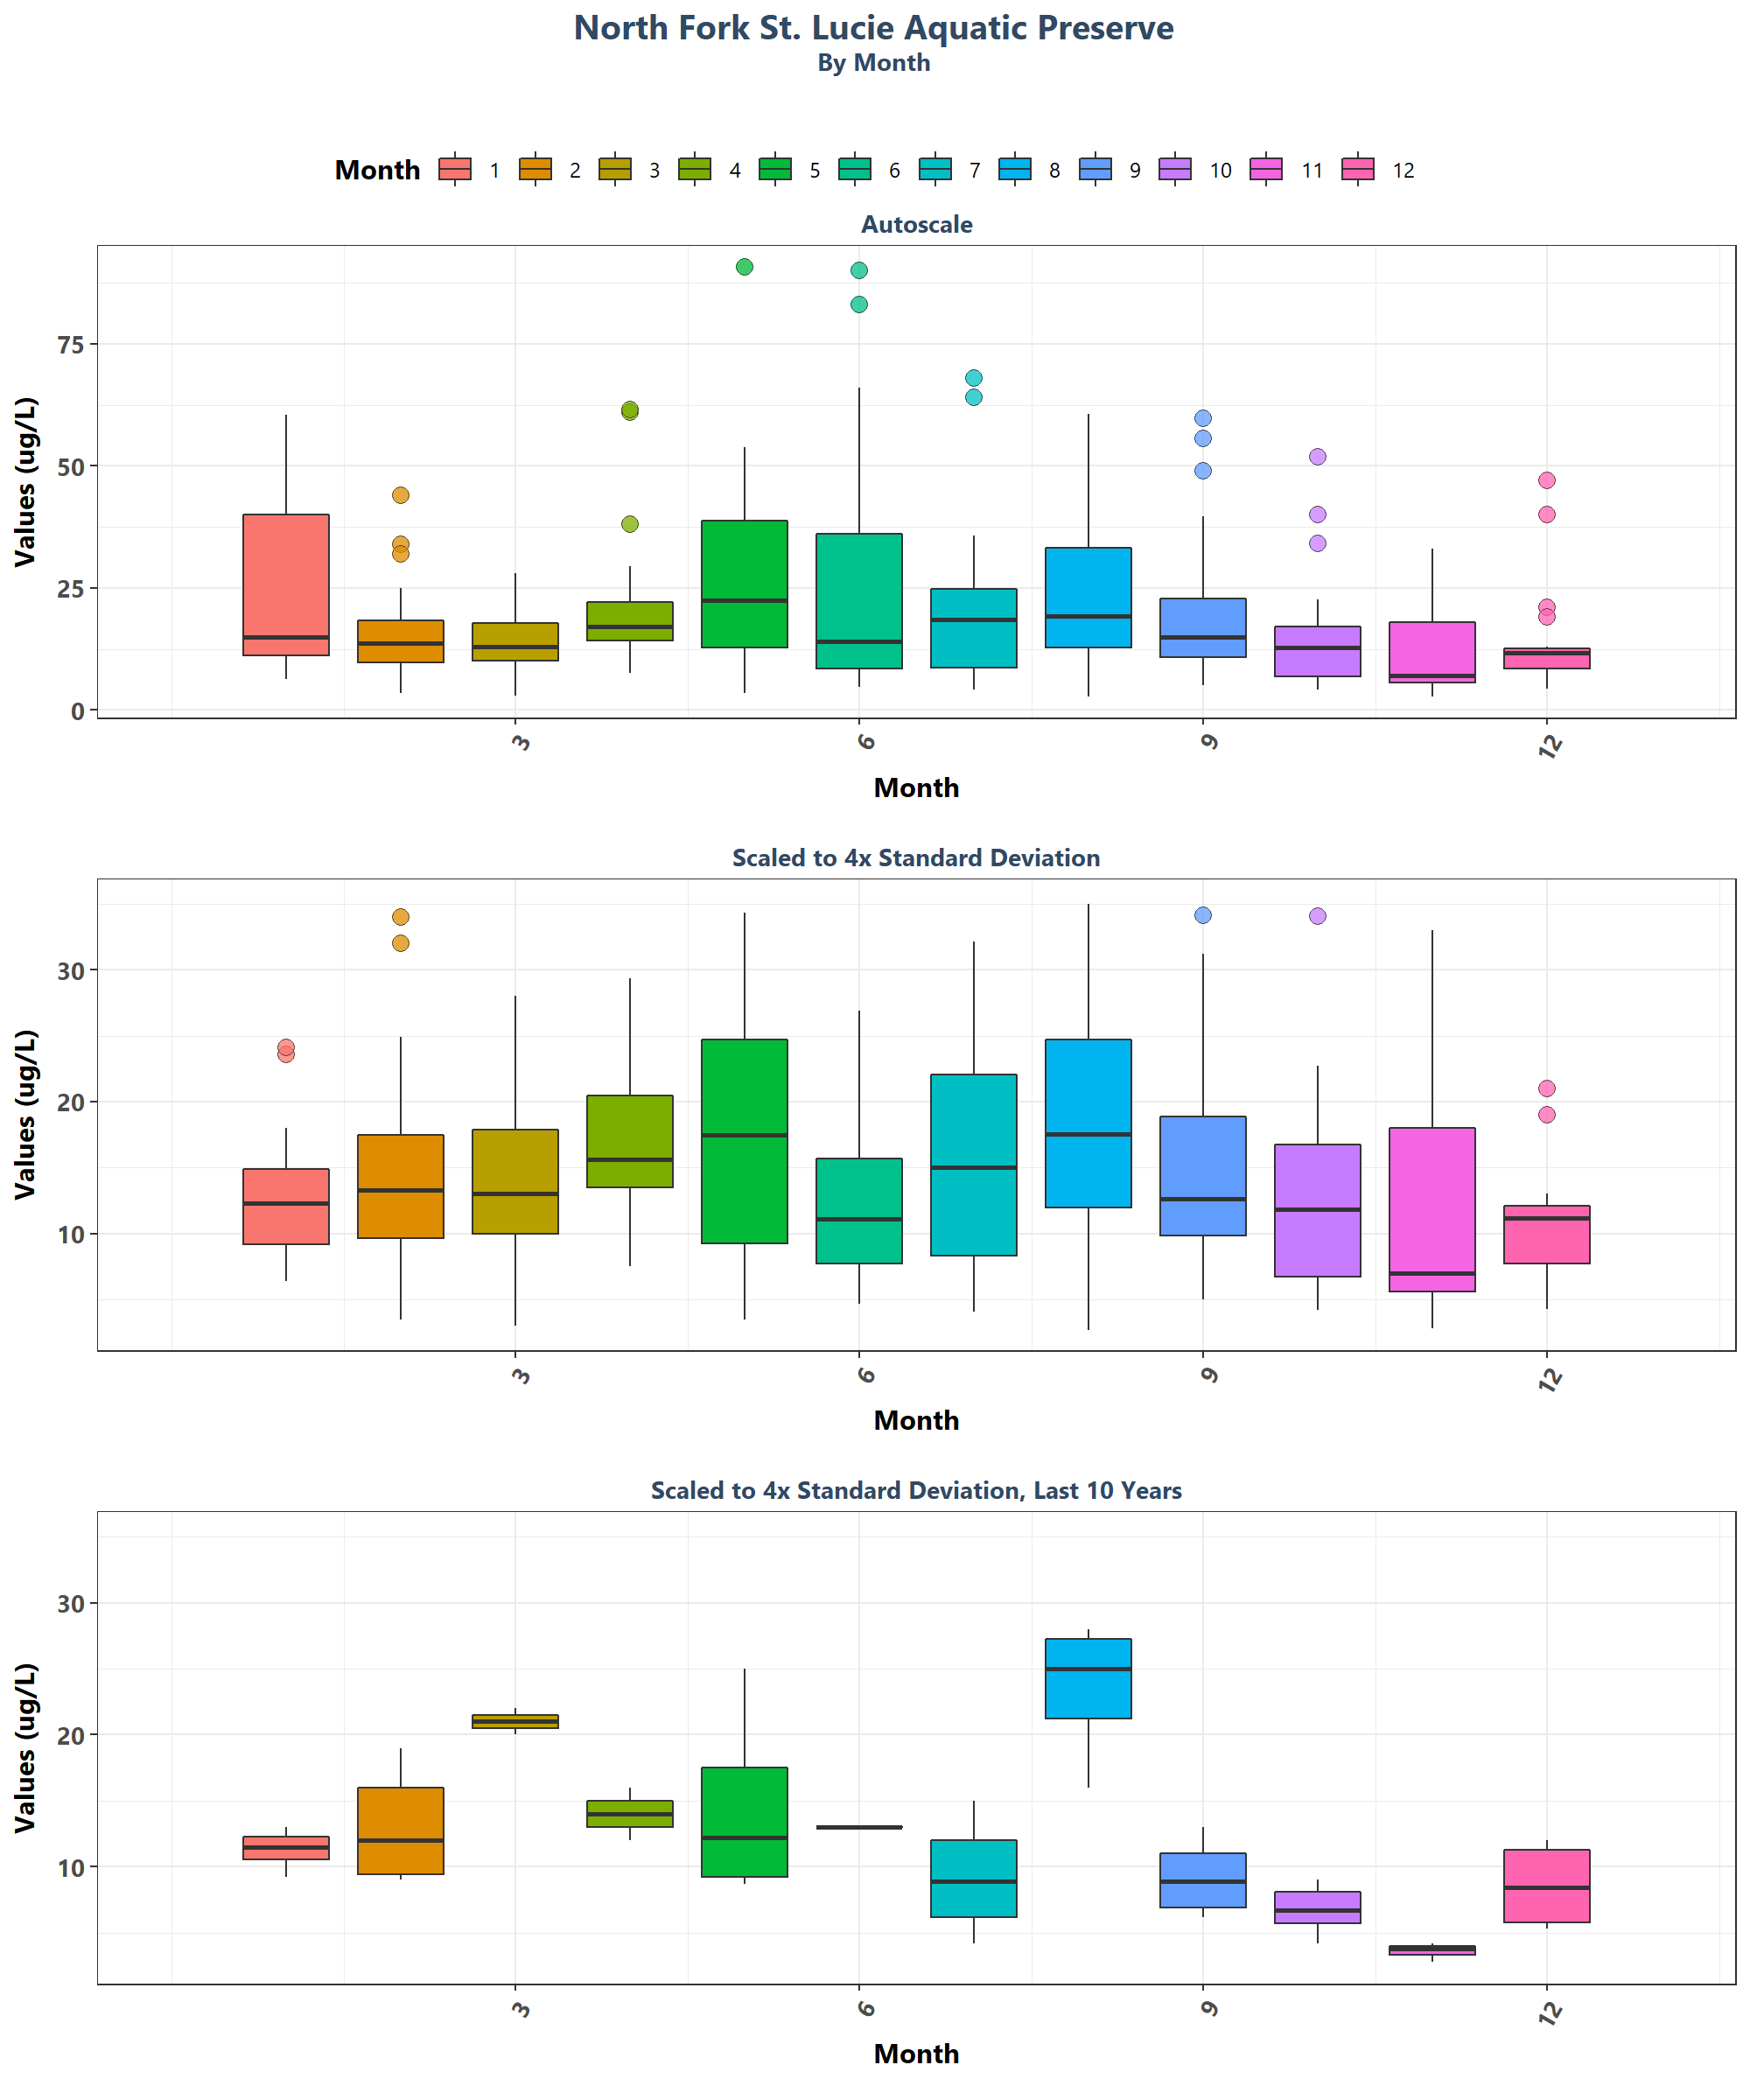 North Fork St. Lucie Aquatic Preserve
By Month
Month 1 2 3 4 5 6 7 8 9 10 11 12
Autoscale
Values (ug/L)
75
50
25
0
3 6 9 12
Month
Scaled to 4x Standard Deviation
Values (ug/L)
30
20
10
3 6 9 12
Month
Scaled to 4x Standard Deviation, Last 10 Years
Values (ug/L)
30
20
10
3 6 9 12
Month